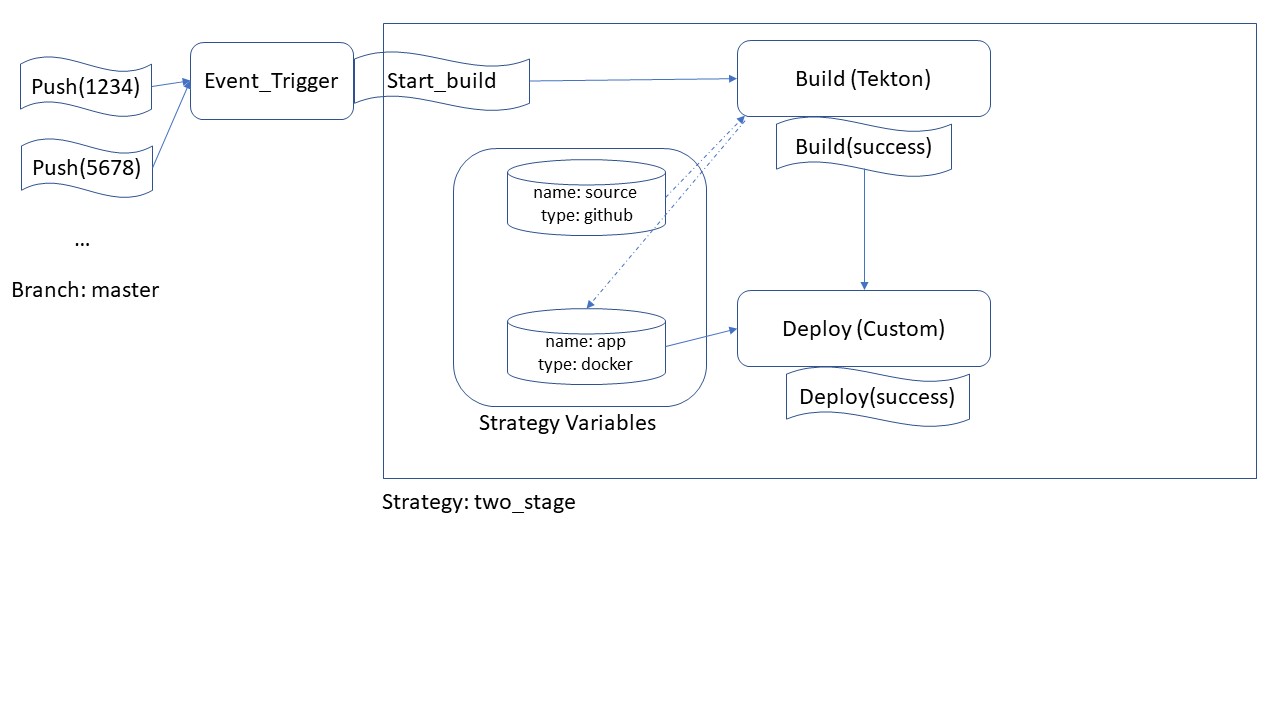 Push(1234)
Event_Trigger
Start_build
Build (Tekton)
Build(success)
Push(5678)
name: source
type: github
...
Branch: master
name: app
type: docker
Deploy (Custom)
Deploy(success)
Strategy Variables
Strategy: two_stage